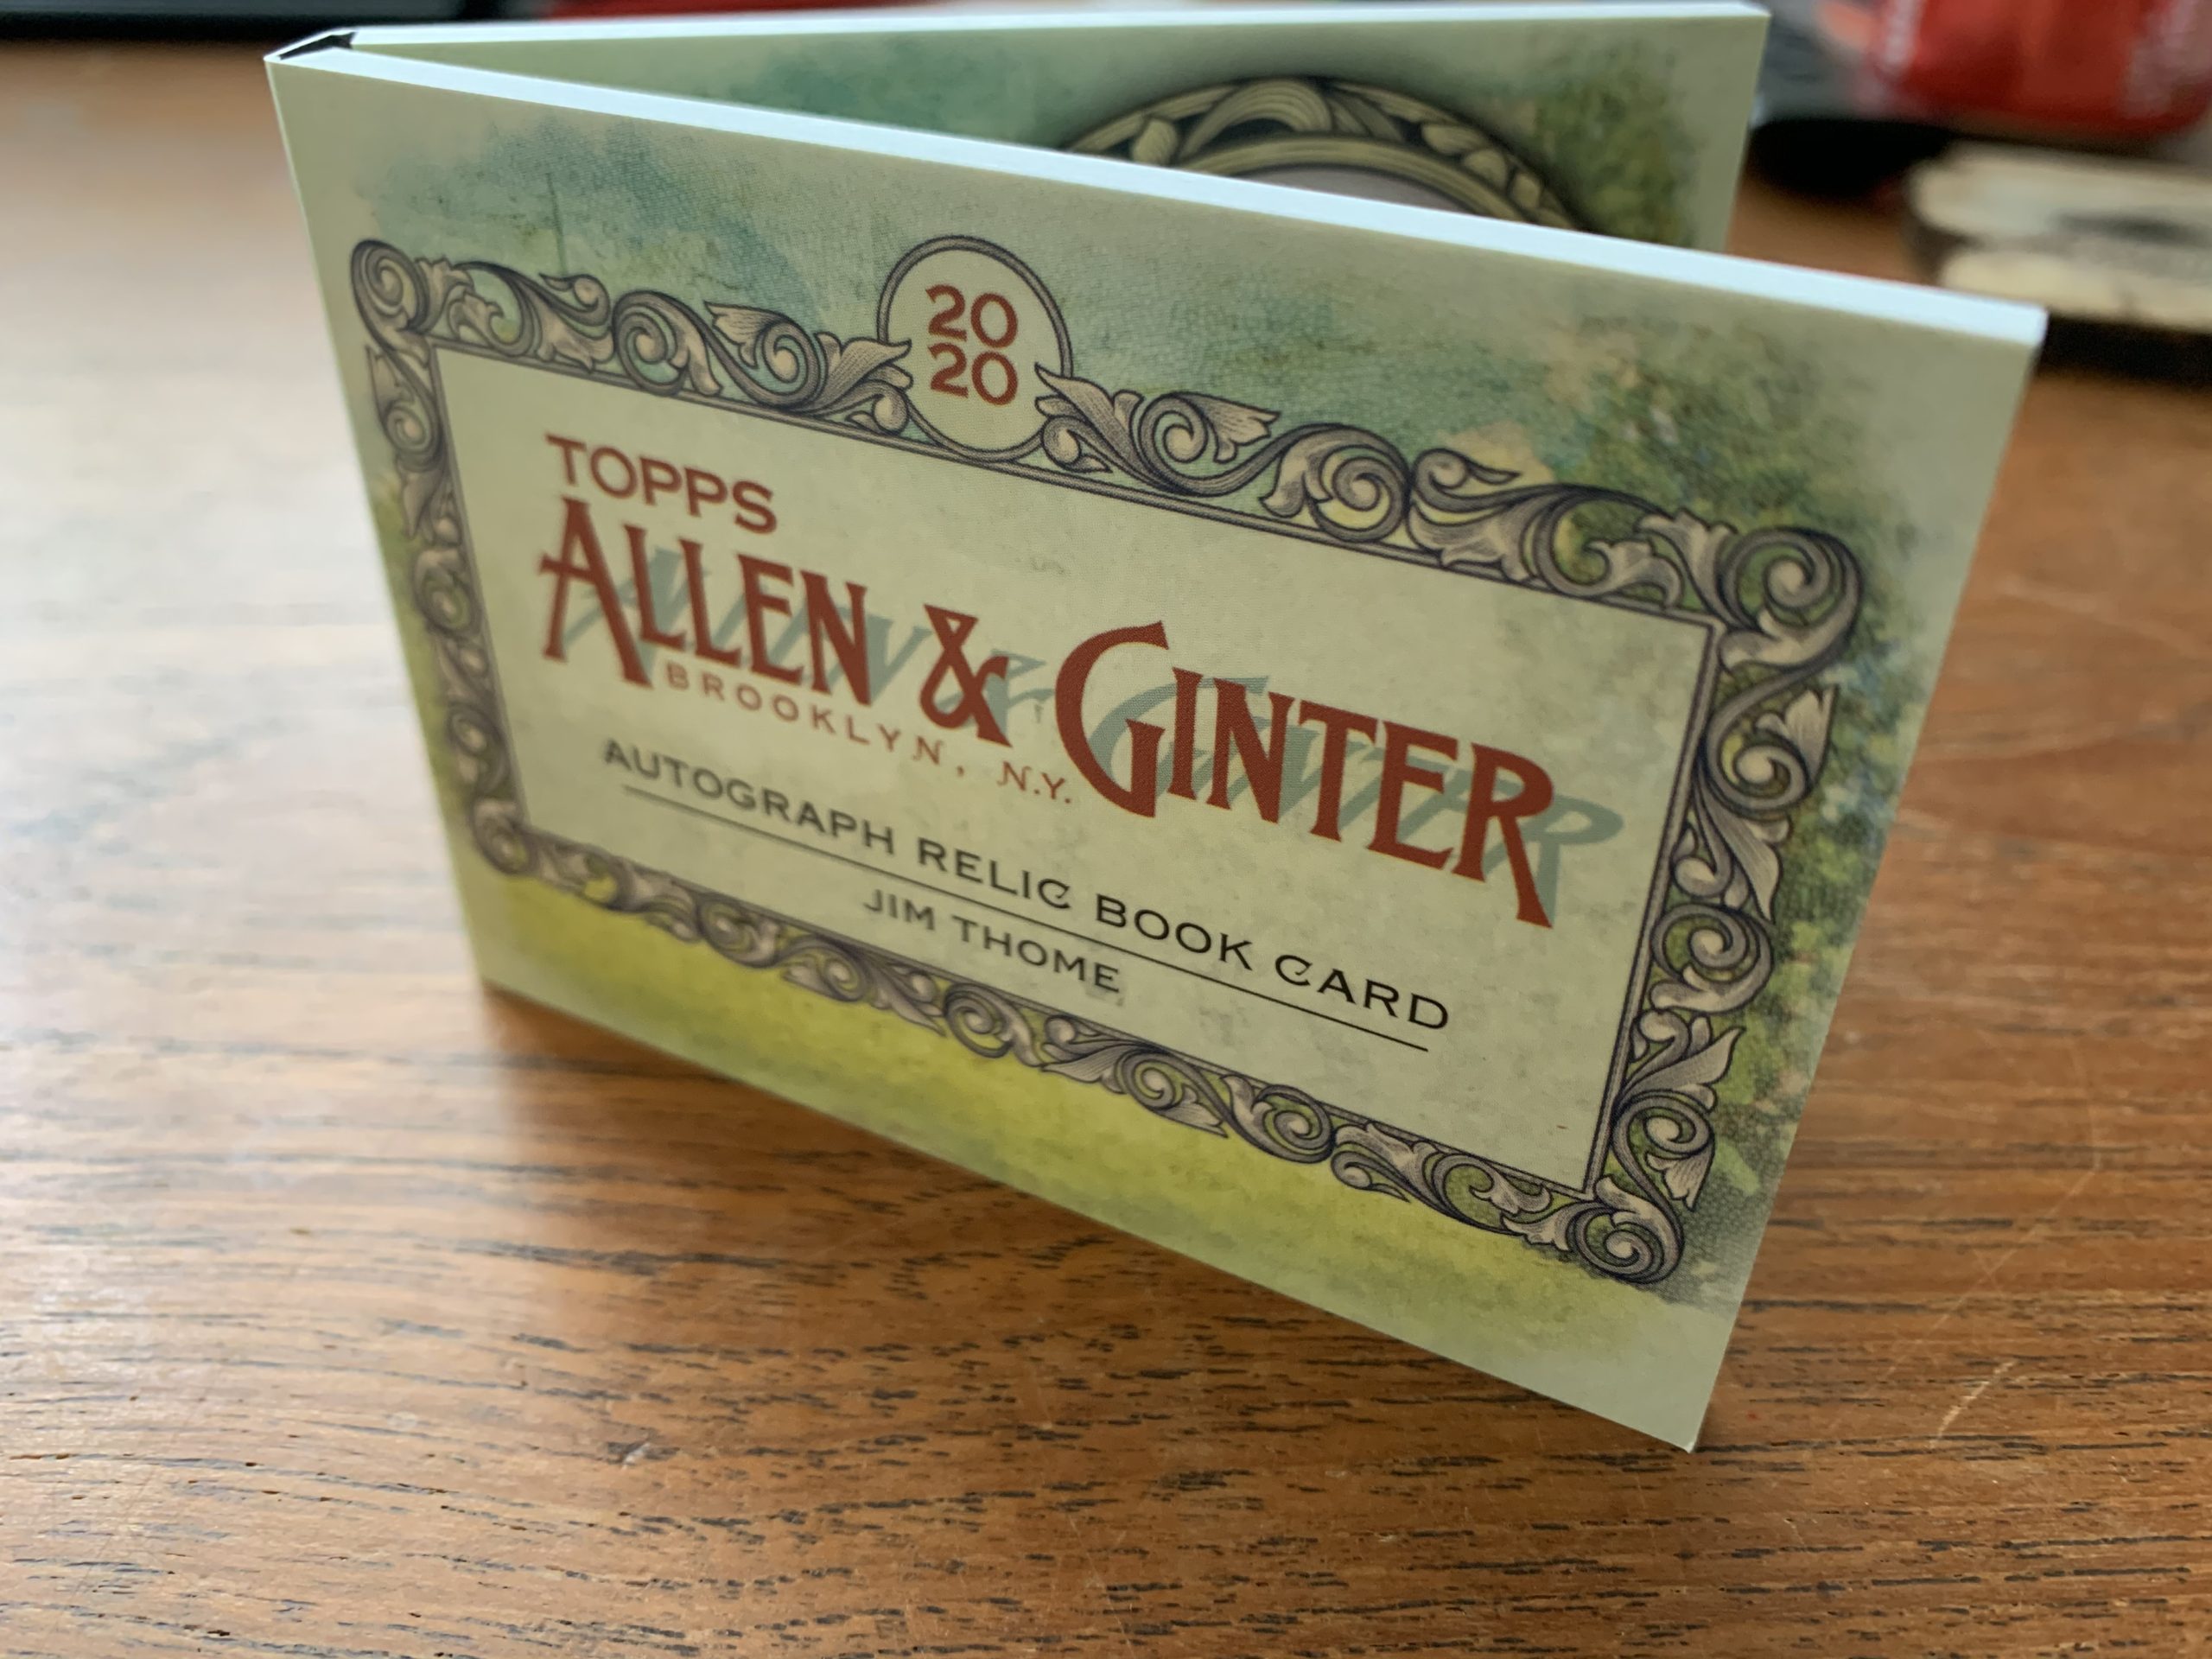 20
20
TOPPS
ALLEN & GINTER
BROOKLYN, N.Y.
AUTOGRAPH RELIC BOOK CARD
JIM THOME